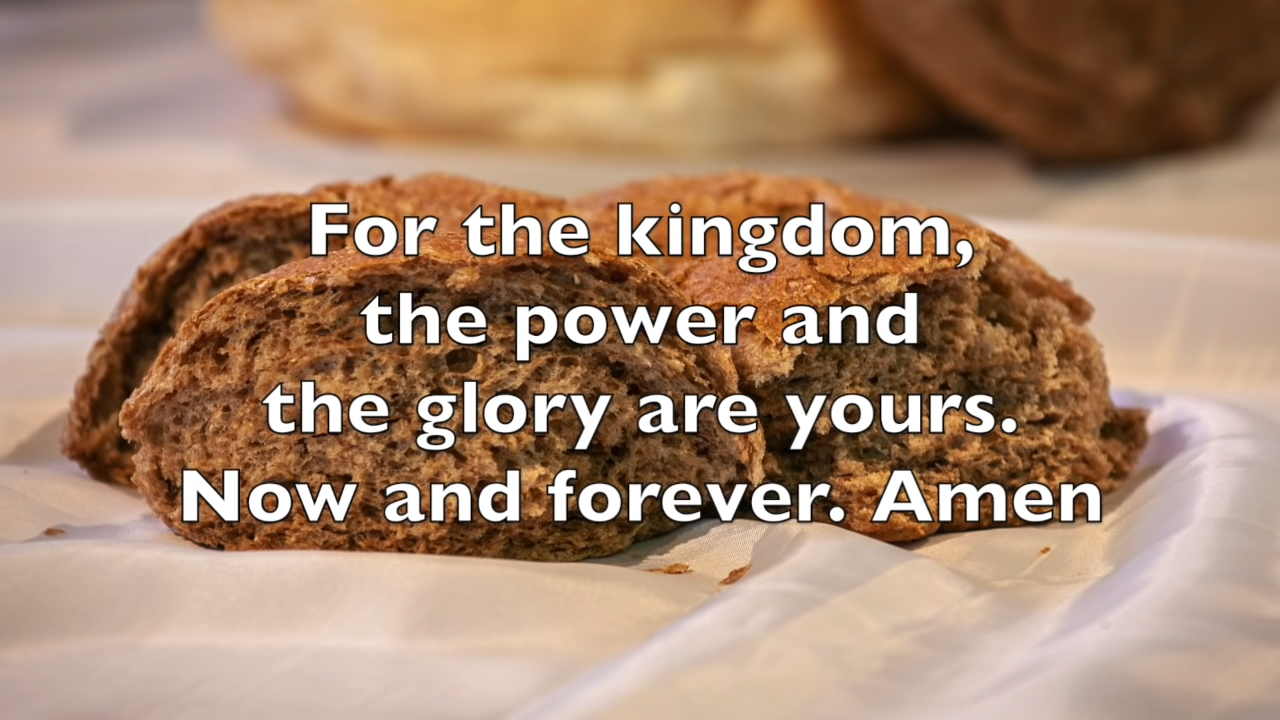 For the kingdom,
the power and
the glory are yours.
Now and forever. Amen